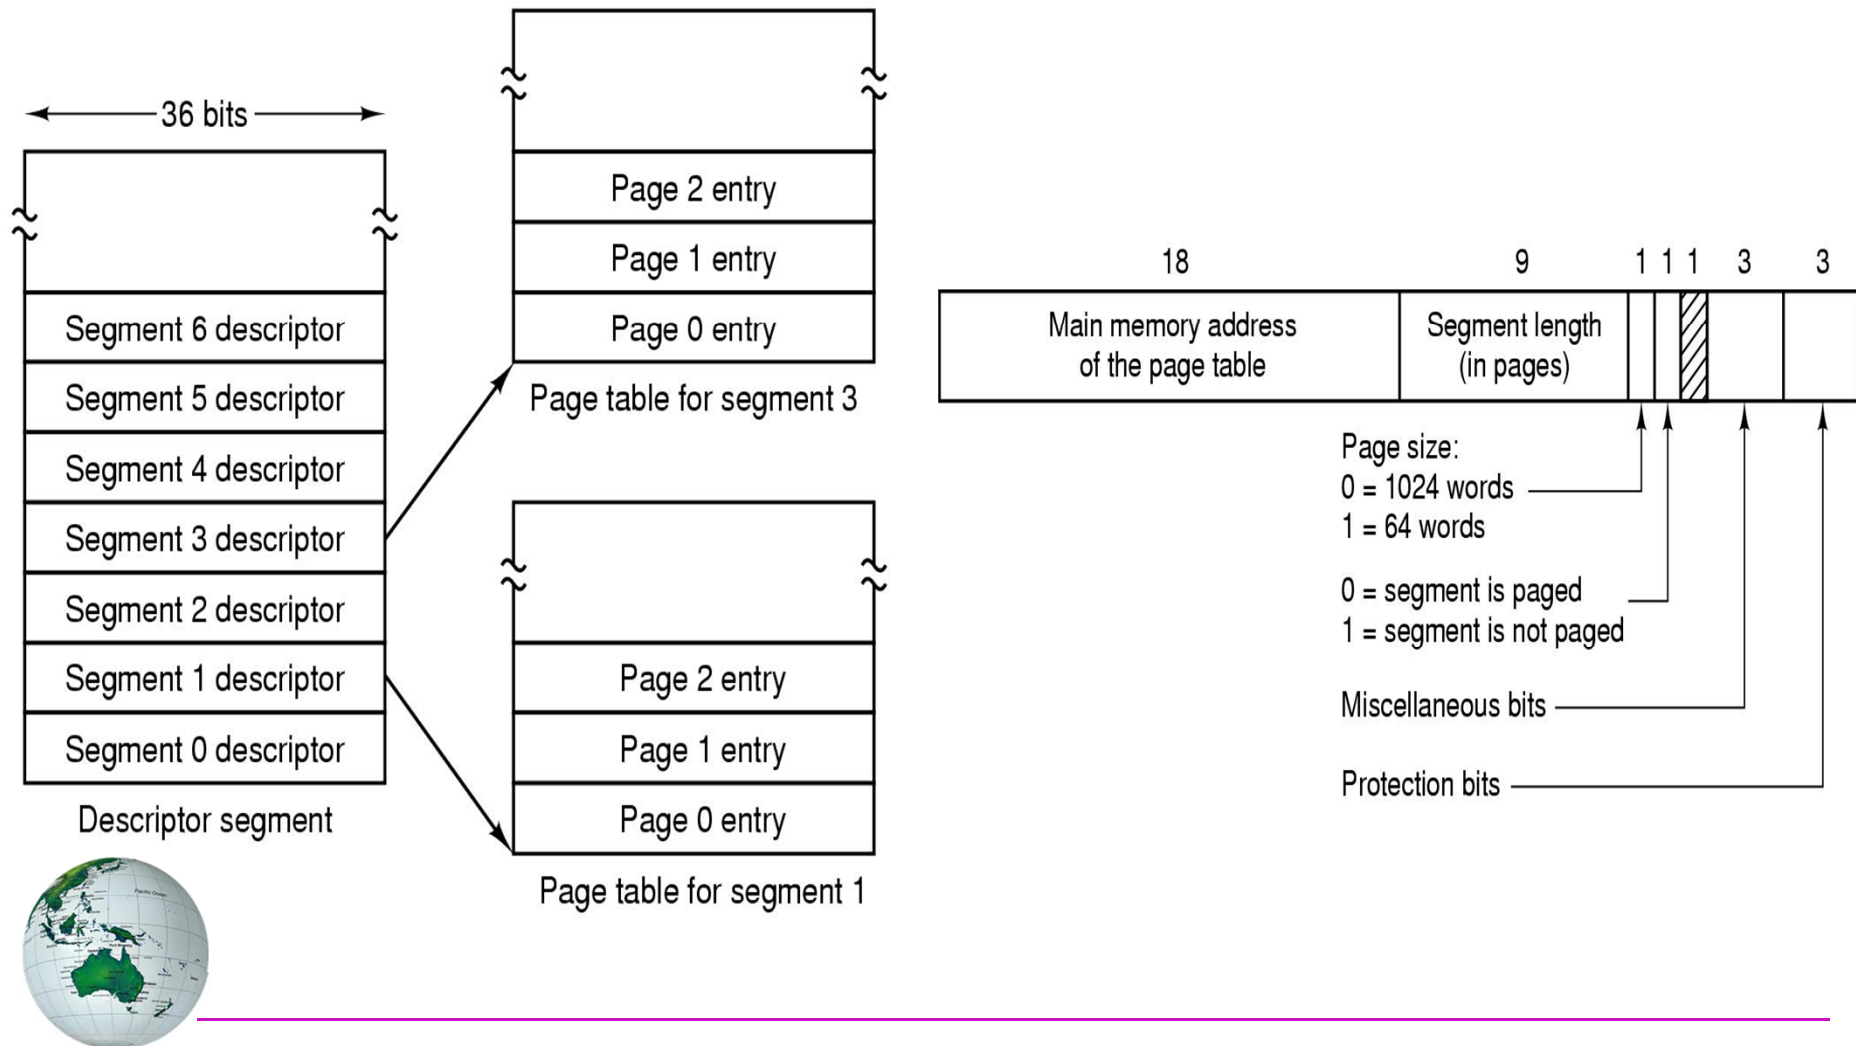 36 bits
Segment 6 descriptor
Segment 5 descriptor
Segment 4 descriptor
Segment 3 descriptor
Segment 2 descriptor
Segment 1 descriptor
Segment 0 descriptor
Descriptor segment
Page 2 entry
Page 1 entry
Page 0 entry
Page table for segment 3
Page 2 entry
Page 1 entry
Page 0 entry
Page table for segment 1
18 9 1 1 1 3 3
Main memory address
of the page table
Segment length
(in pages)
Page size:
0 = 1024 words
1 = 64 words
0 = segment is paged
1 = segment is not paged
Miscellaneous bits
Protection bits
Pacific Ocean